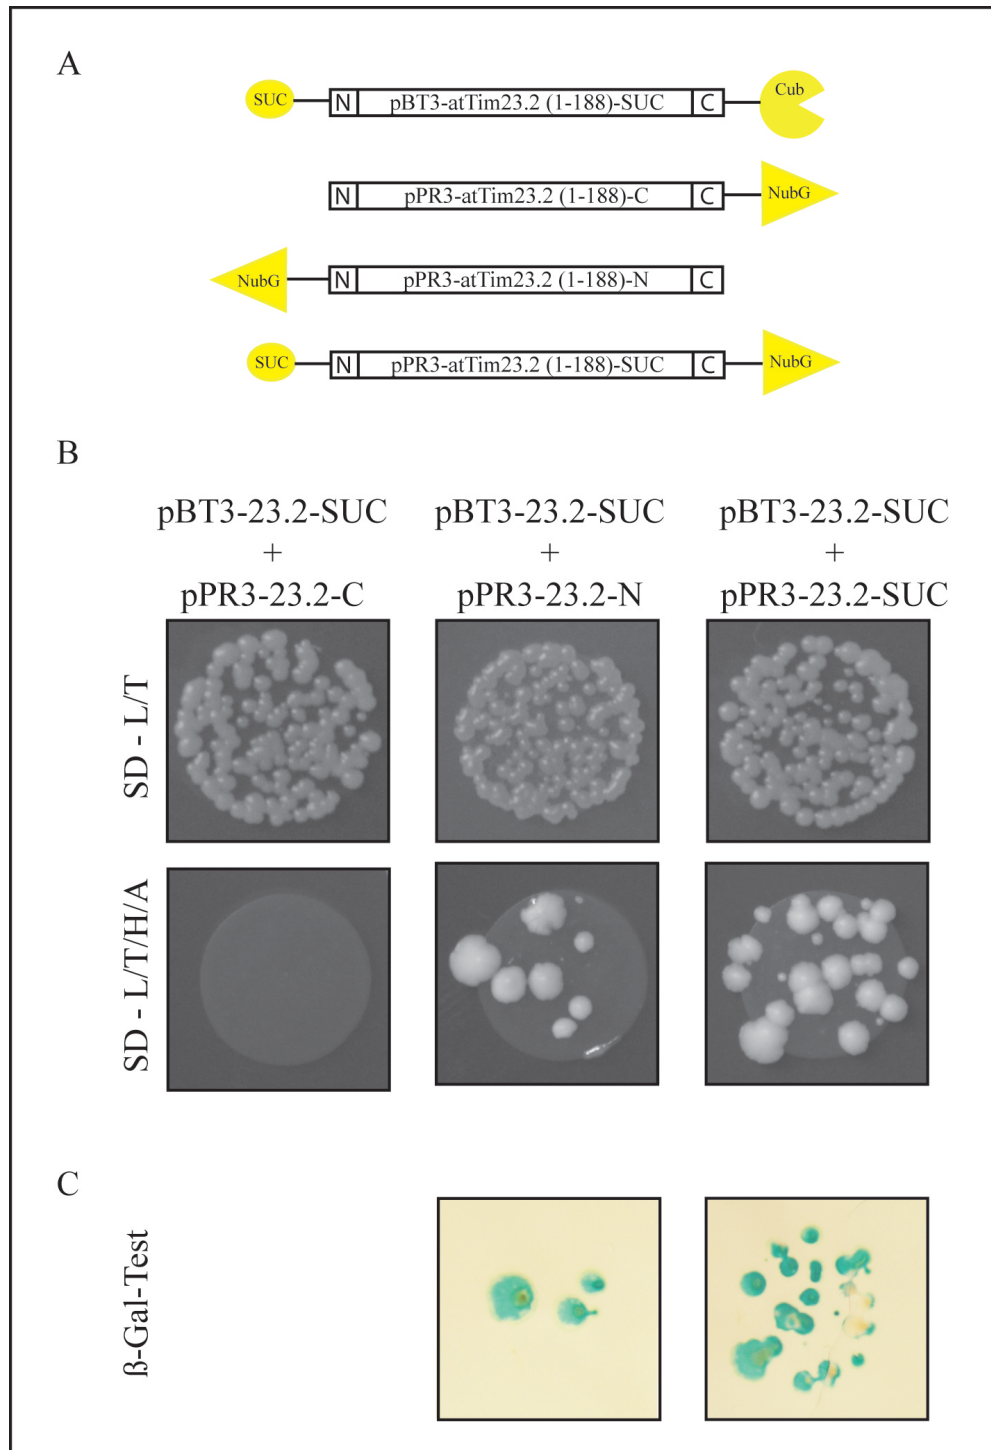 A
SUC N pBT3-atTim23.2 (1-188)-SUC C Cub
N pPR3-atTim23.2 (1-188)-C C NubG
NubG N pPR3-atTim23.2 (1-188)-N C
SUC N pPR3-atTim23.2 (1-188)-SUC C NubG
B
pBT3-23.2-SUC
+
pPR3-23.2-C
pBT3-23.2-SUC
+
pPR3-23.2-N
pBT3-23.2-SUC
+
pPR3-23.2-SUC
SD - L/T
SD - L/T/H/A
C
ß-Gal-Test